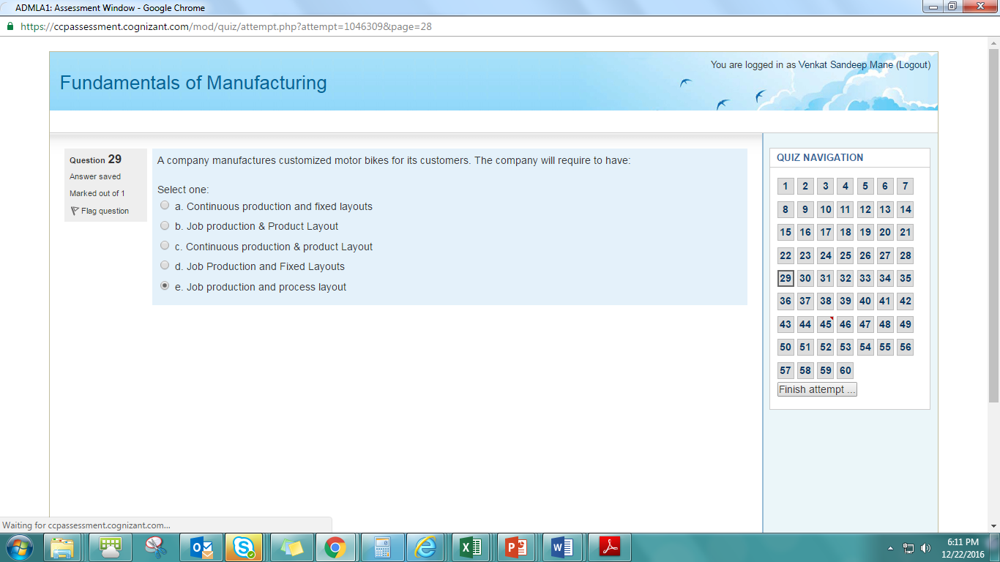 ADMLA1: Assessment Window - Google Chrome
https://ccpassessment.cognizant.com/mod/quiz/attempt.php?attempt=1046309&page=28
You are logged in as Venkat Sandeep Mane (Logout)
Fundamentals of Manufacturing
Question 29
Answer saved
Marked out of 1
Flag question
A company manufactures customized motor bikes for its customers. The company will require to have:
Select one:
a. Continuous production and fixed layouts
b. Job production & Product Layout
c. Continuous production & product Layout
d. Job Production and Fixed Layouts
e. Job production and process layout
QUIZ NAVIGATION
1 2 3 4 5 6 7
8 9 10 11 12 13 14
15 16 17 18 19 20 21
22 23 24 25 26 27 28
29 30 31 32 33 34 35
36 37 38 39 40 41 42
43 44 45 46 47 48 49
50 51 52 53 54 55 56
57 58 59 60
Finish attempt ...
Waiting for ccpassessment.cognizant.com...
6:11 PM
12/22/2016